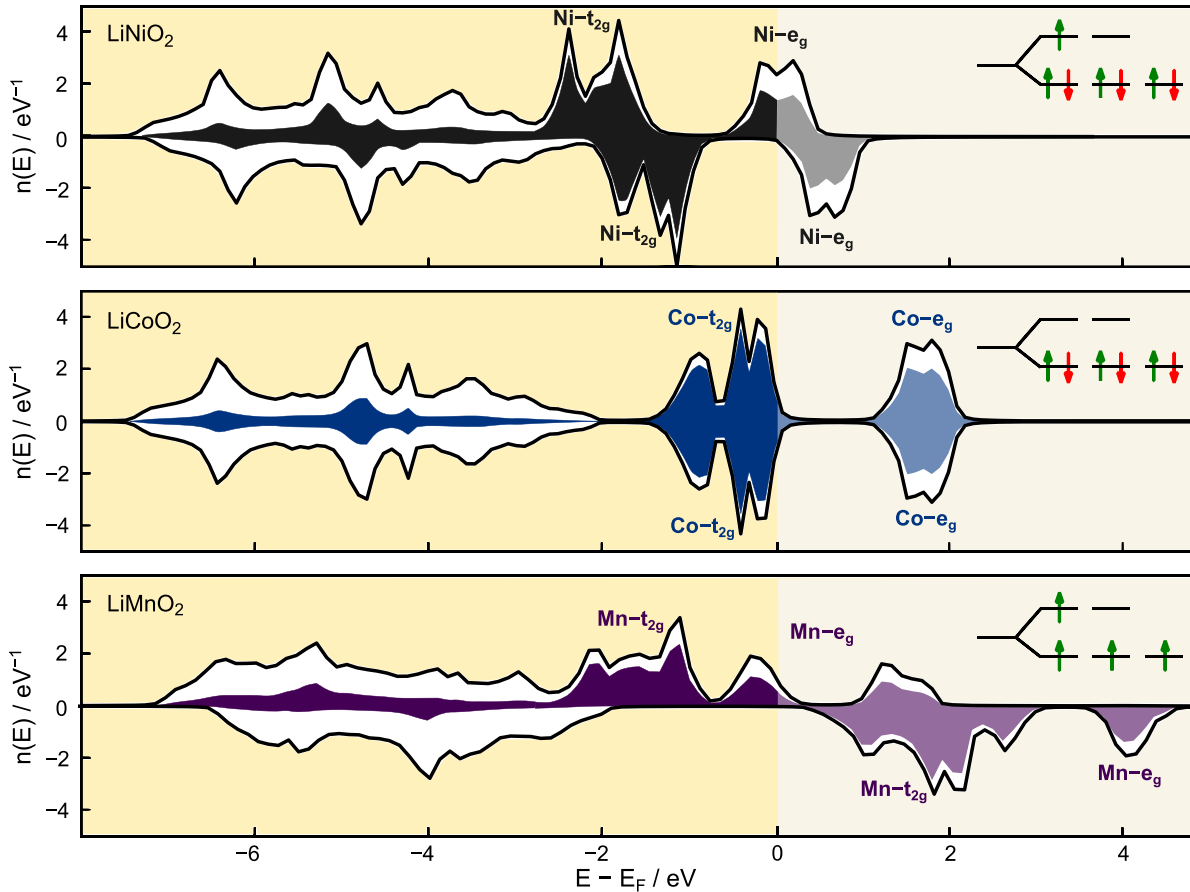 LiNiO₂
Ni−t₂g
Ni−eg
n(E) / eV⁻¹
4
2
0
−2
−4
Ni−t₂g
Ni−eg
LiCoO₂
Co−t₂g
Co−eg
n(E) / eV⁻¹
4
2
0
−2
−4
Co−t₂g
Co−eg
LiMnO₂
Mn−t₂g
Mn−eg
n(E) / eV⁻¹
4
2
0
−2
−4
Mn−t₂g
Mn−eg
−6 −4 −2 0 2 4
E − EF / eV